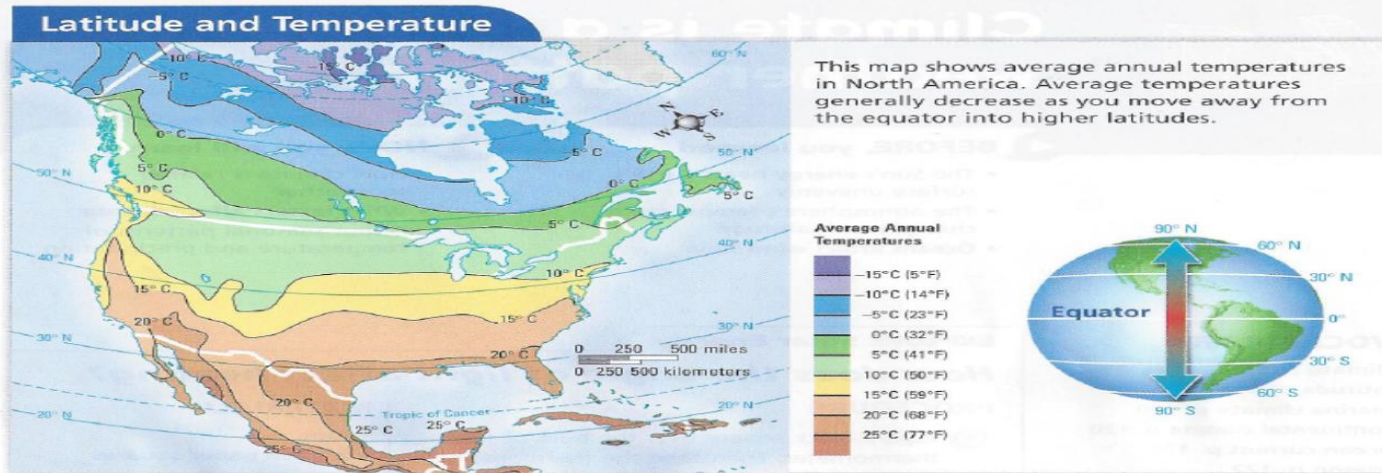 Latitude and Temperature
This map shows average annual temperatures
in North America. Average temperatures
generally decrease as you move away from
the equator into higher latitudes.
-10° C
-15° C
60° N
-5° C
-10° C
0° C
-5° C
50° N
50° N
5° C
0° C
10° C
5° C
5° C
40° N
10° C
40° N
15° C
15° C
30° N
20° C
20° C
30° N
20° C
20° N
Tropic of Cancer
20° N
25° C
25° C
25° C
N
E
W
S
0 250 500 miles
0 250 500 kilometers
Average Annual
Temperatures
-15°C (5°F)
-10°C (14°F)
-5°C (23°F)
0°C (32°F)
5°C (41°F)
10°C (50°F)
15°C (59°F)
20°C (68°F)
25°C (77°F)
90° N
60° N
30° N
Equator
0°
30° S
60° S
90° S